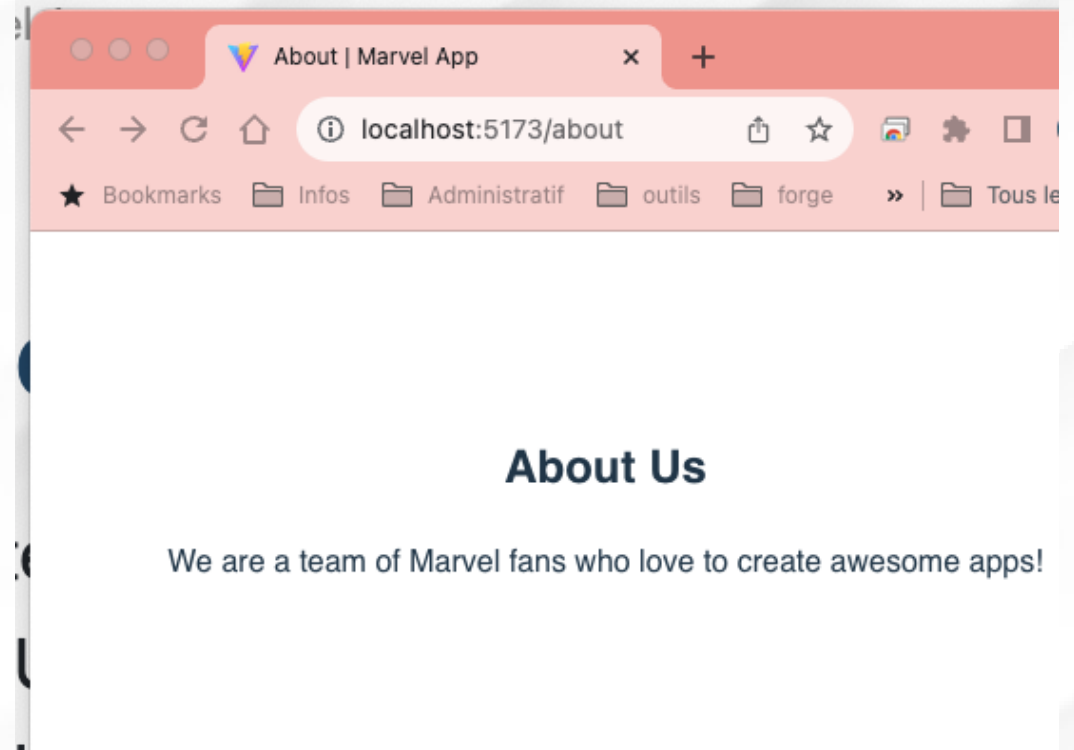 About | Marvel App
localhost:5173/about
Bookmarks Infos Administratif outils forge » Tous le
About Us
We are a team of Marvel fans who love to create awesome apps!